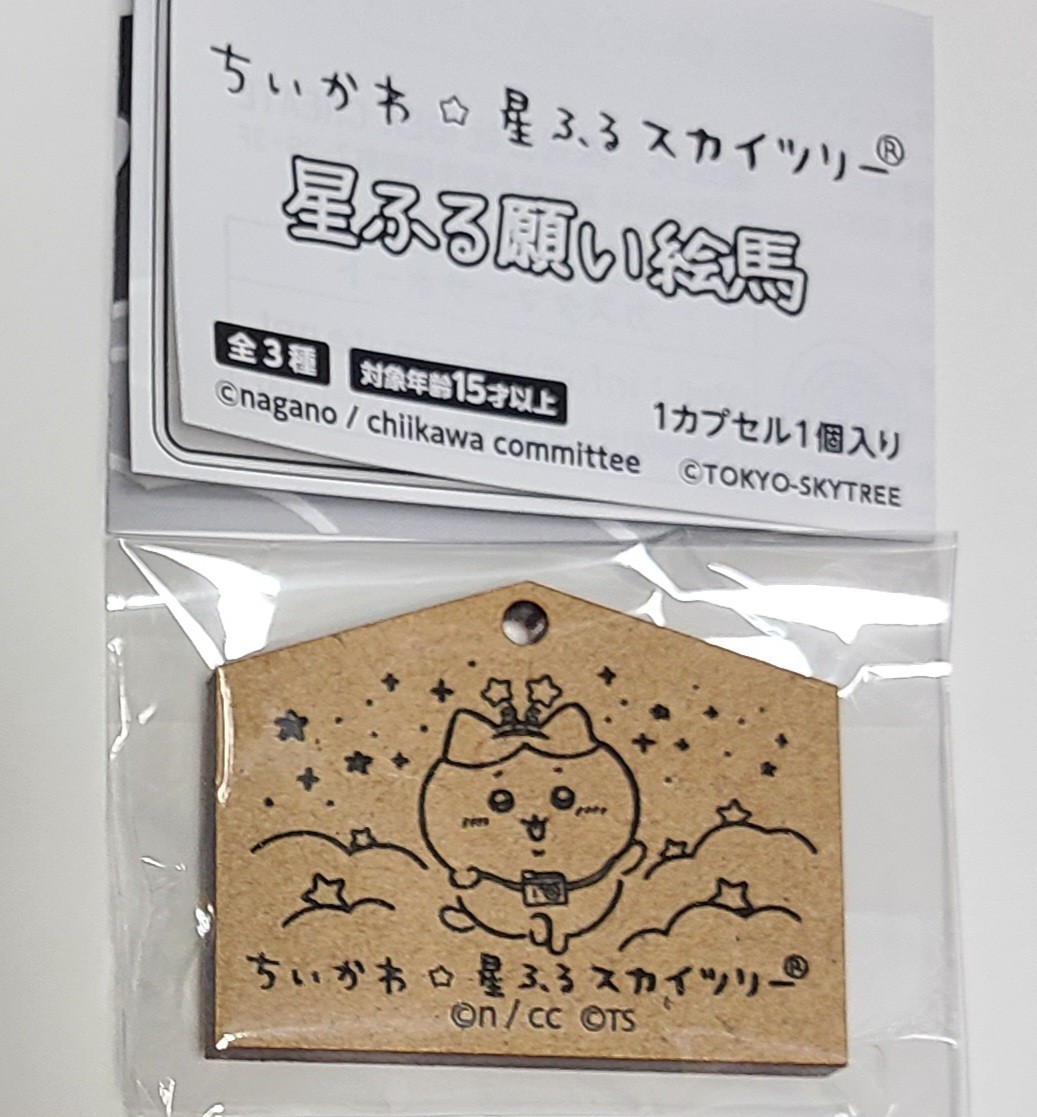 ちいかわ☆星ふるスカイツリー®
星ふる願い絵馬
全3種 対象年齢15才以上
1カプセル1個入り
©nagano / chiikawa committee ©TOKYO-SKYTREE
ちいかわ☆星ふるスカイツリー®
©n / cc ©TS